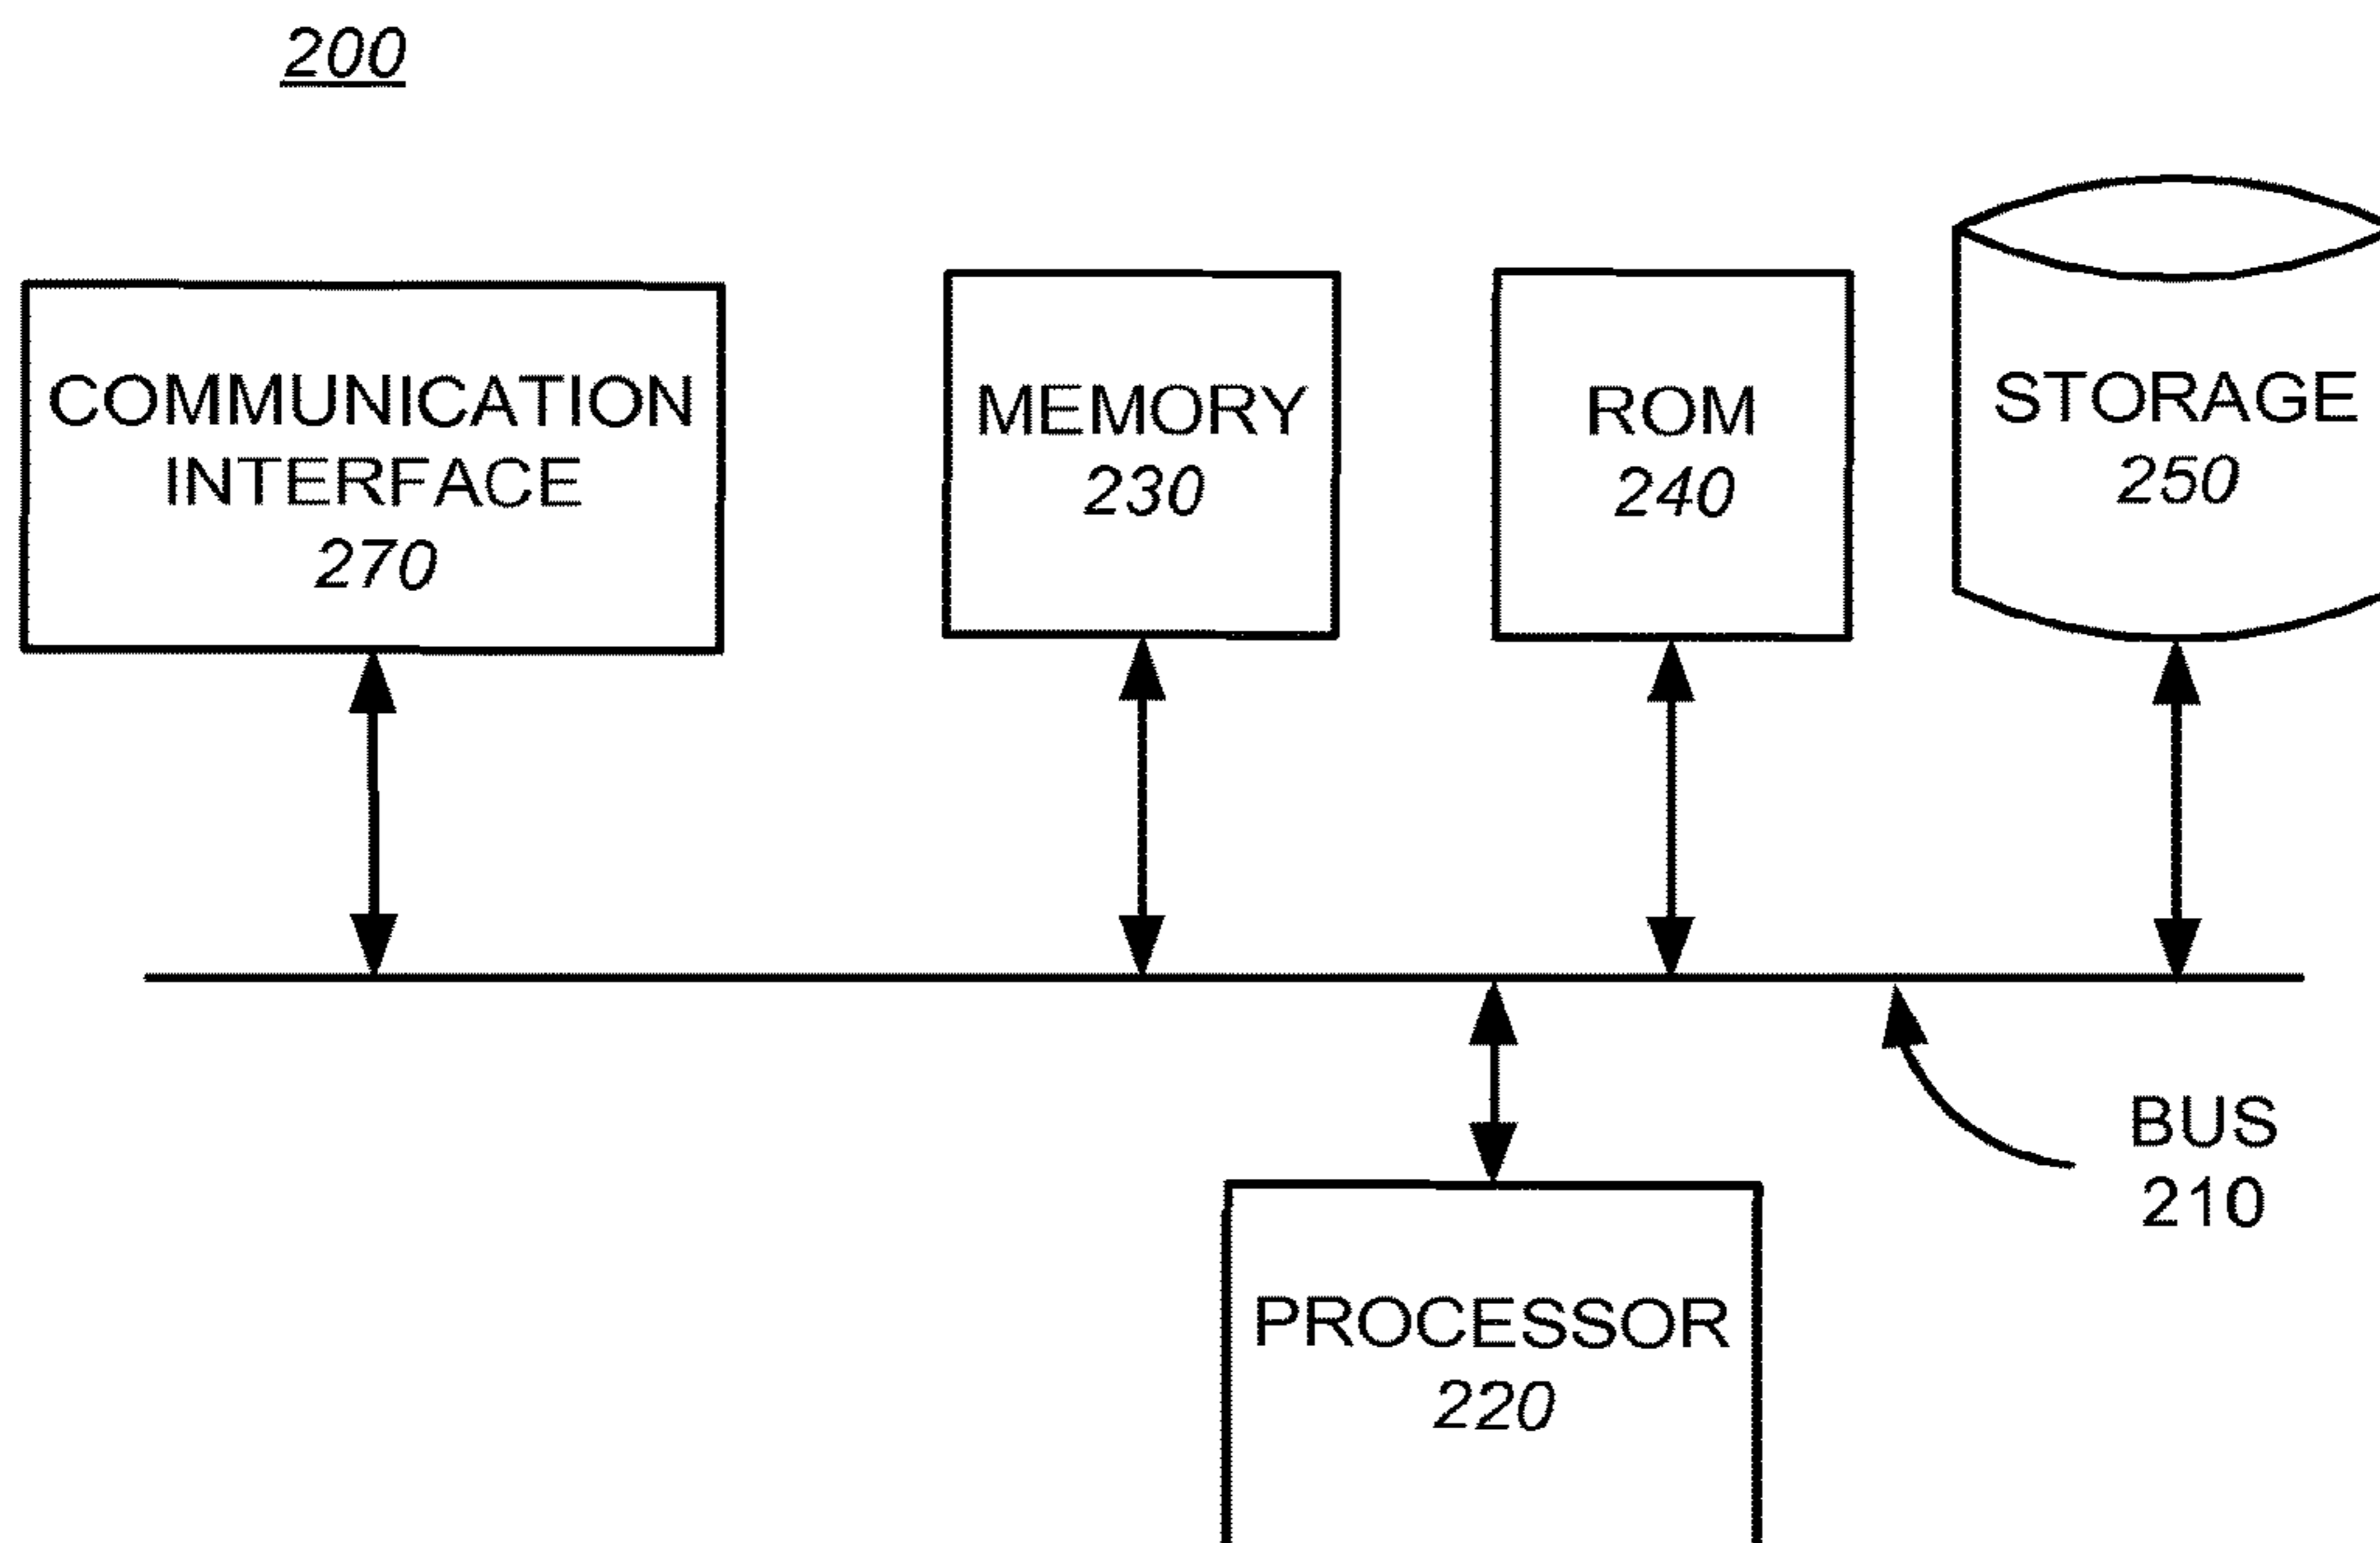 200
COMMUNICATION
INTERFACE
270
MEMORY
230
ROM
240
STORAGE
250
BUS
210
PROCESSOR
220